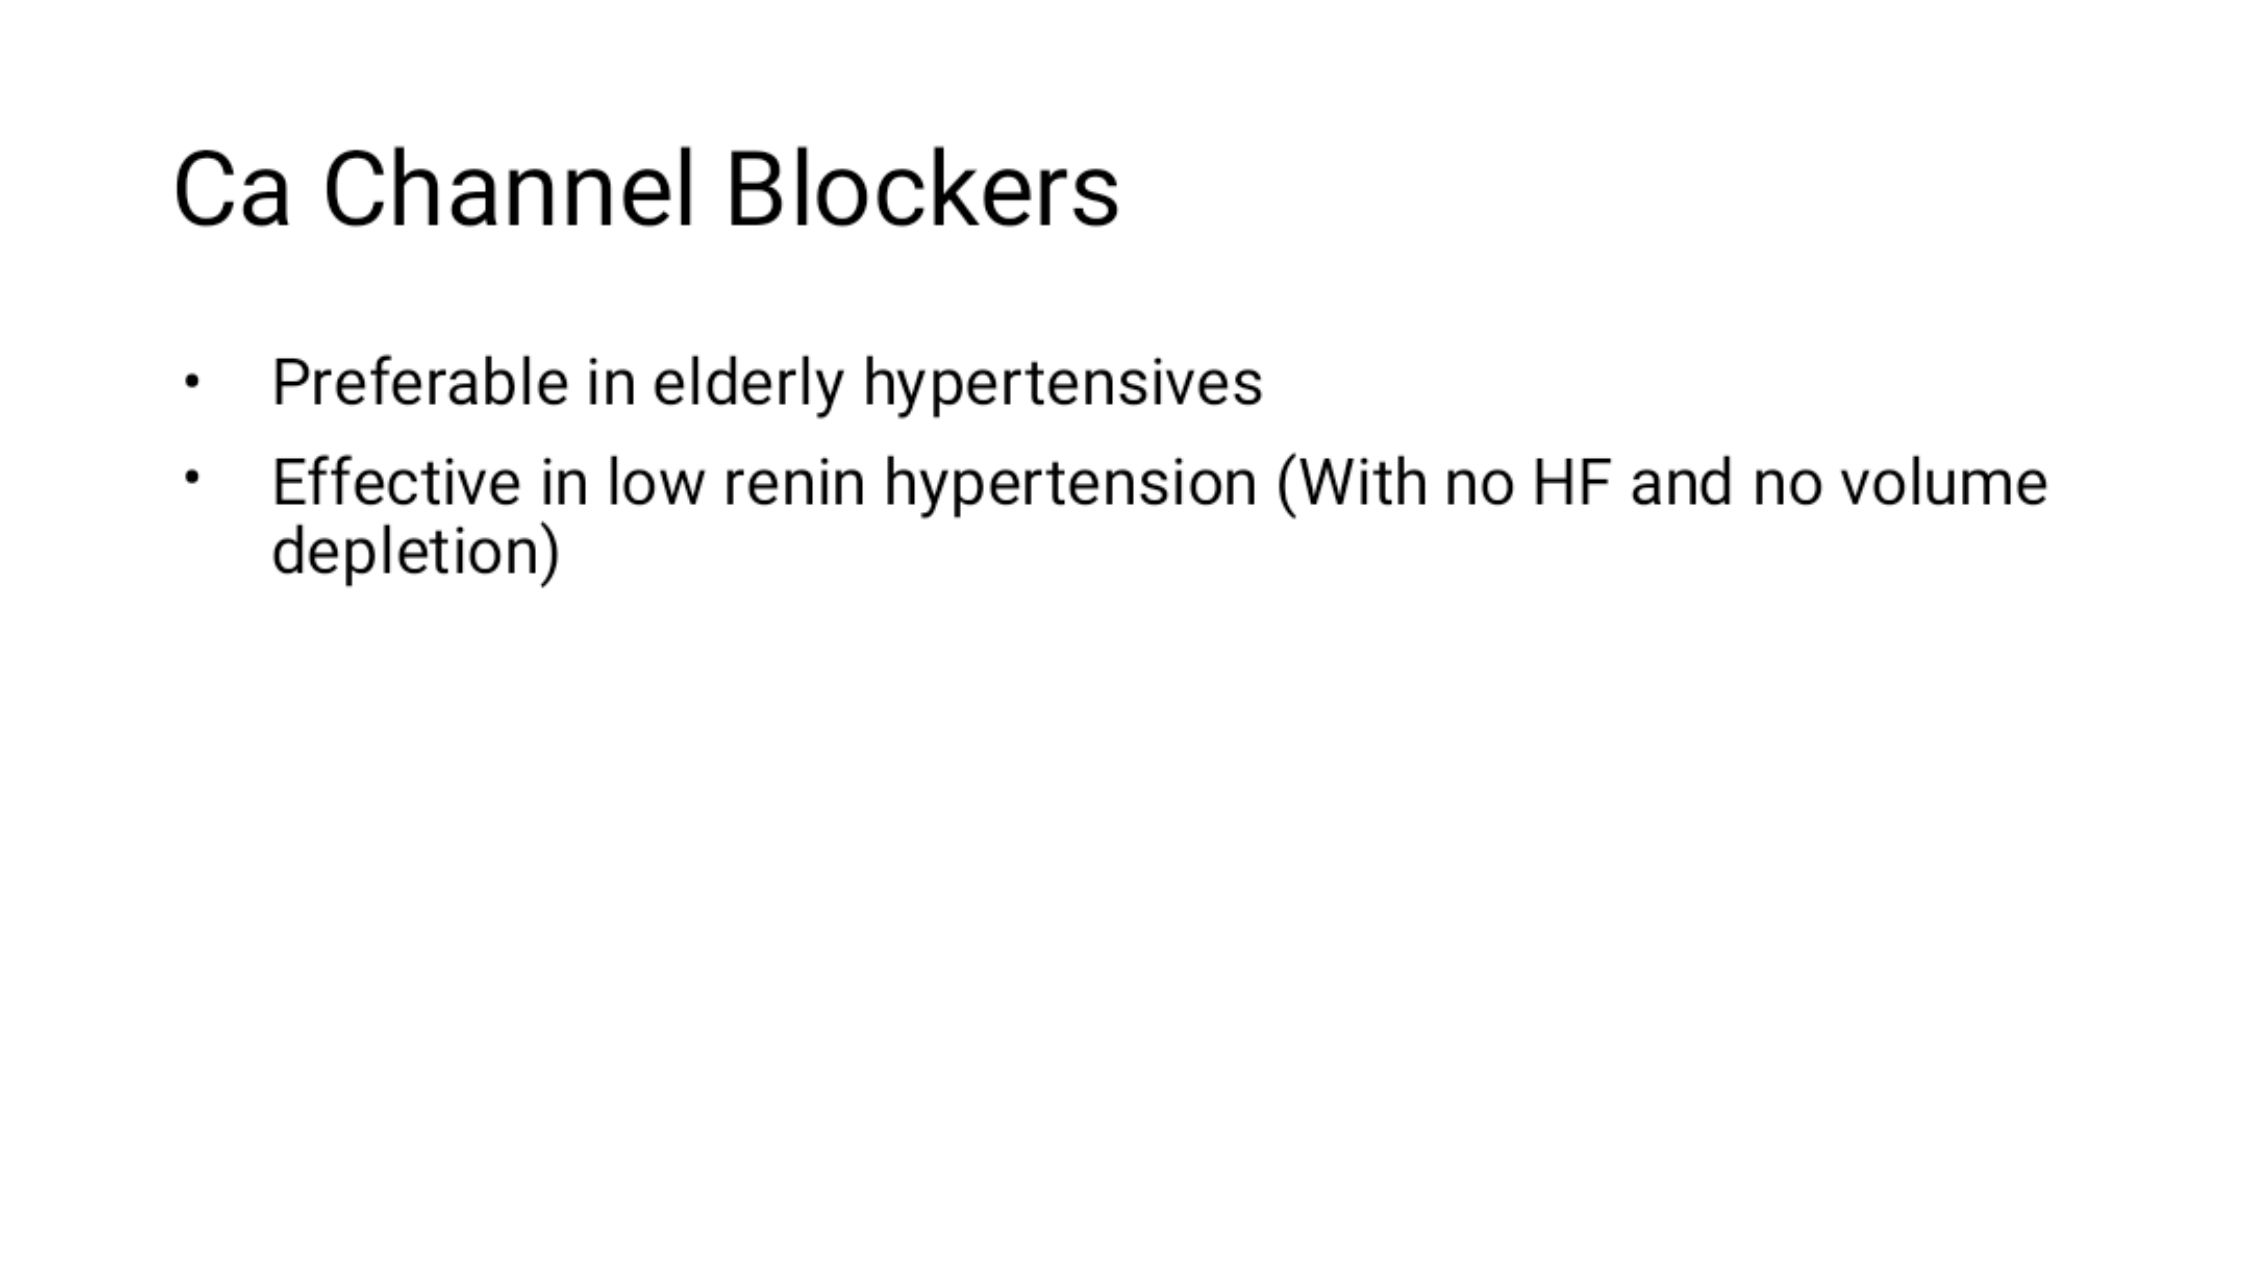 Ca Channel Blockers
• Preferable in elderly hypertensives
• Effective in low renin hypertension (With no HF and no volume
depletion)